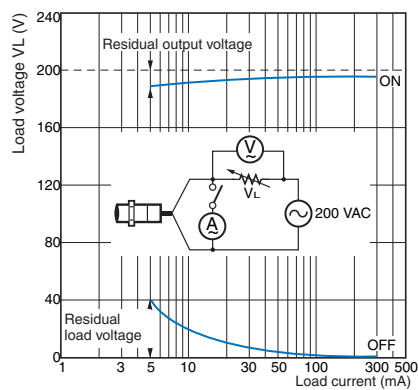 Load voltage VL (V)
240
Residual output voltage
200
ON
160
V
VL
120
200 VAC
A
80
40
Residual
load voltage
OFF
0
1 3 5 10 30 50 100 300 500
Load current (mA)